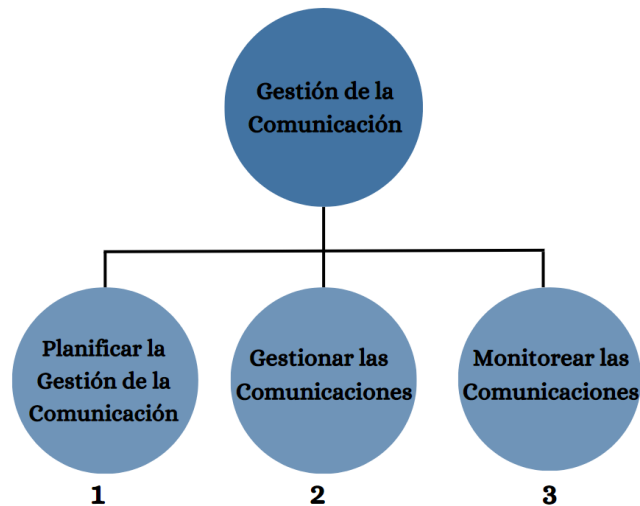 Gestión de la
Comunicación
Planificar la
Gestión de la
Comunicación
Gestionar las
Comunicaciones
Monitorear las
Comunicaciones
1
2
3